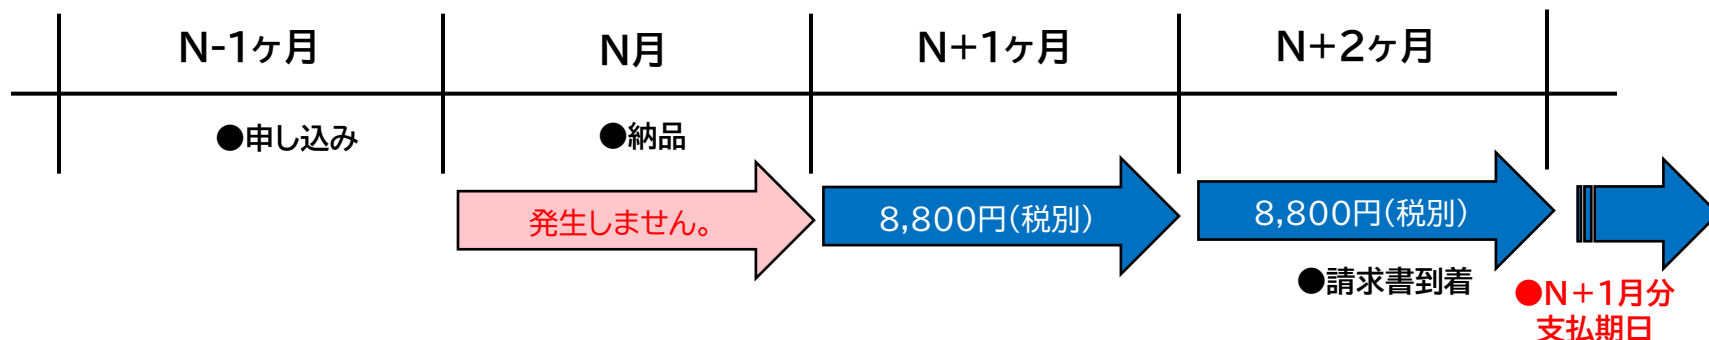 N-1ヶ月
N月
N+1ヶ月
N+2ヶ月
●申し込み
●納品
発生しません。
8,800円(税別)
8,800円(税別)
●請求書到着
●N+1月分
支払期日